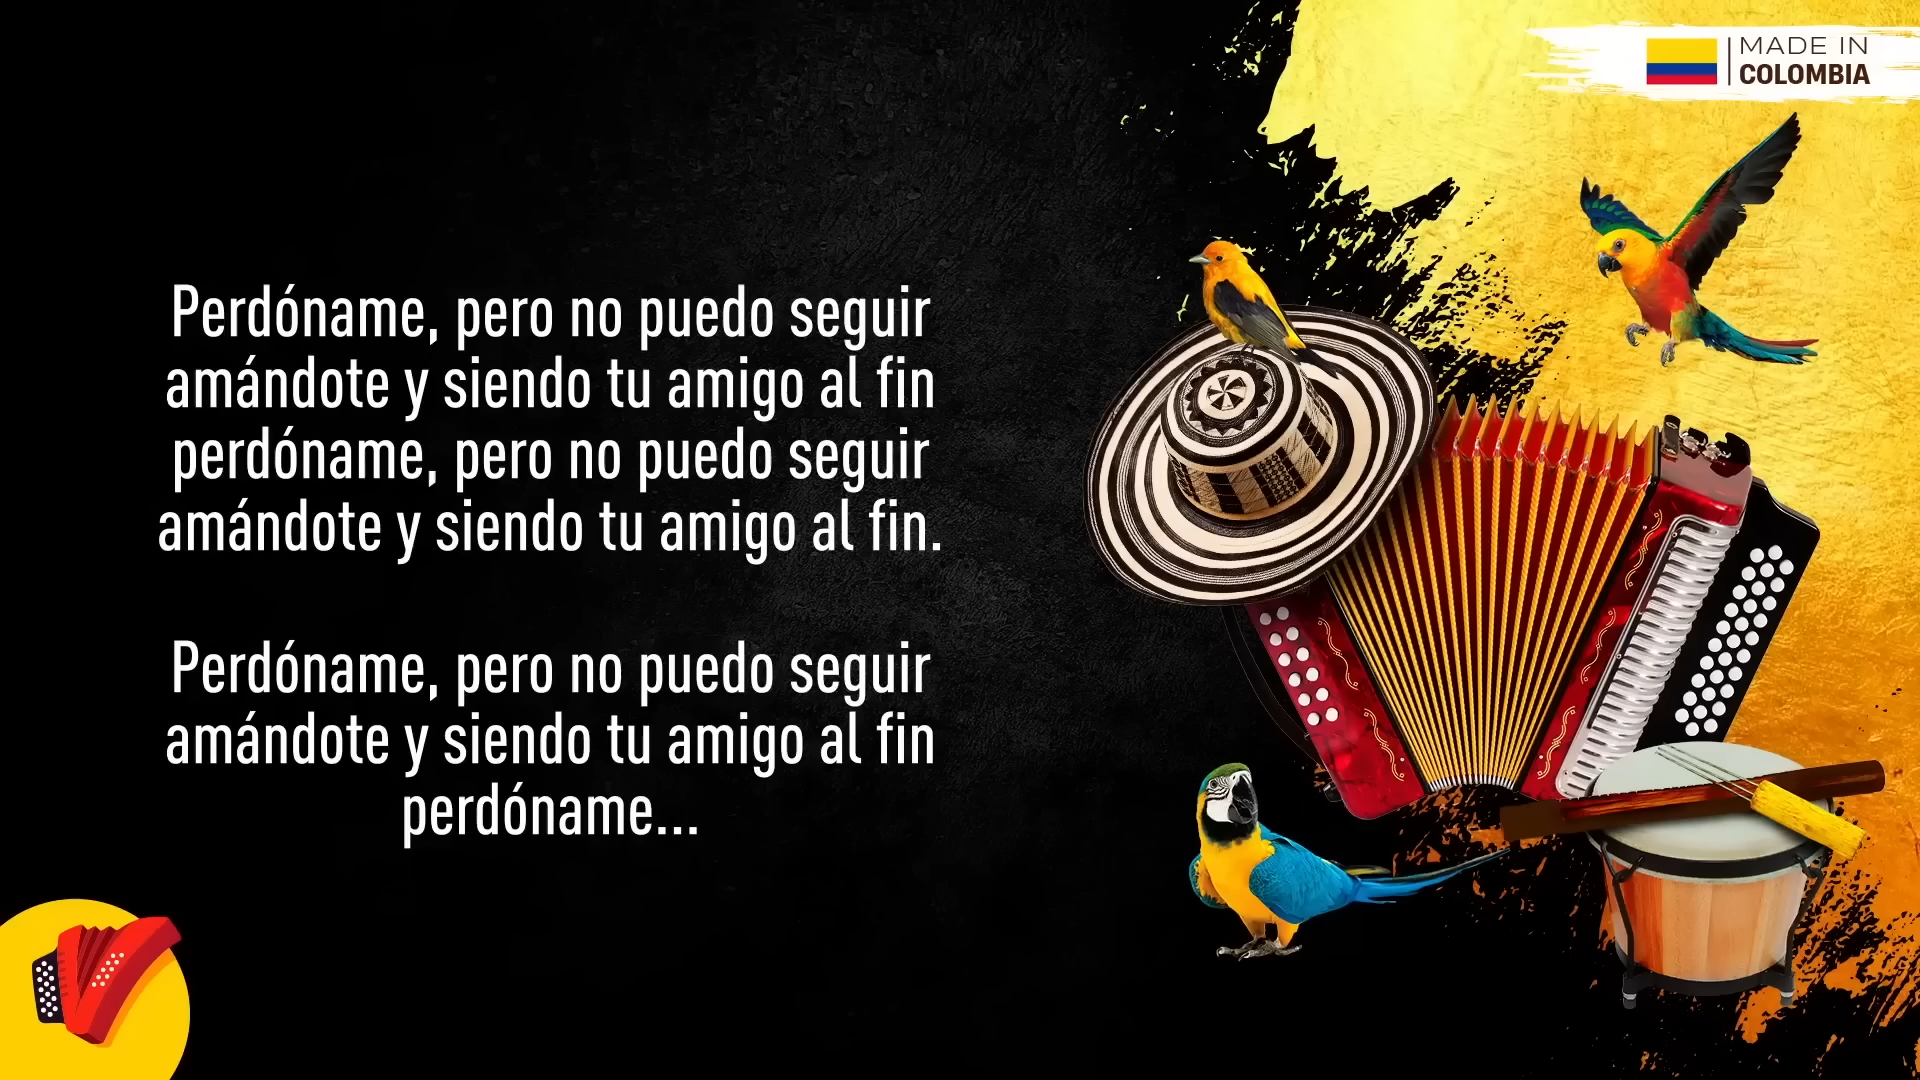 MADE IN
COLOMBIA
Perdóname, pero no puedo seguir
amándote y siendo tu amigo al fin
perdóname, pero no puedo seguir
amándote y siendo tu amigo al fin.
Perdóname, pero no puedo seguir
amándote y siendo tu amigo al fin
perdóname...